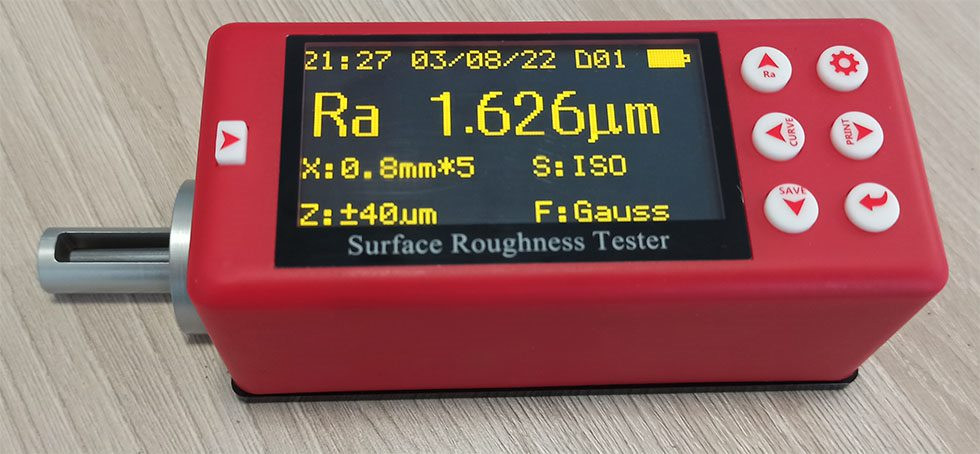 21:27 03/08/22 D01
Ra 1.626µm
X:0.8mm*5 S:ISO
Z:±40µm F:Gauss
Surface Roughness Tester
Ra
CURVE
PRINT
SAVE